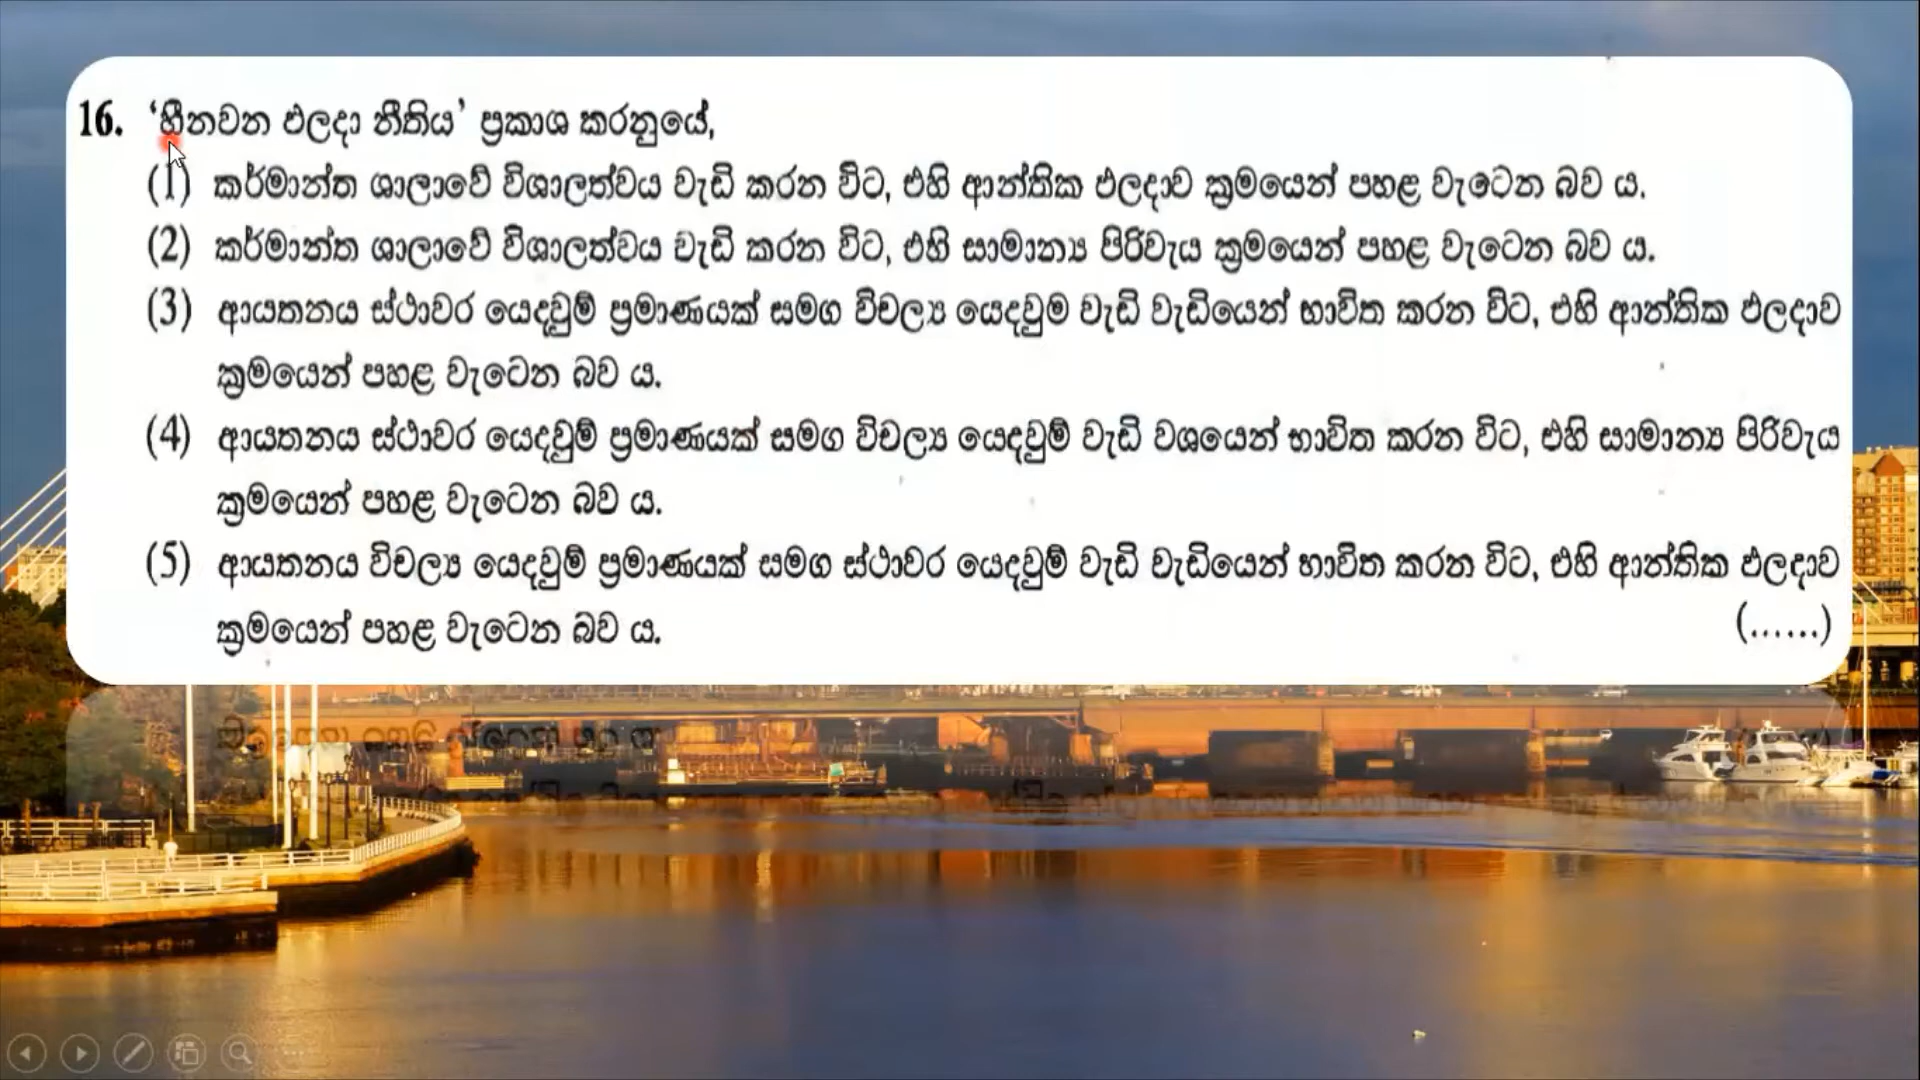 16. ‘හීනවන ඵලදා නීතිය’ ප්‍රකාශ කරනුයේ,
(1) කර්මාන්ත ශාලාවේ විශාලත්වය වැඩි කරන විට, එහි ආන්තික ඵලදාව ක්‍රමයෙන් පහළ වැටෙන බව ය.
(2) කර්මාන්ත ශාලාවේ විශාලත්වය වැඩි කරන විට, එහි සාමාන්‍ය පිරිවැය ක්‍රමයෙන් පහළ වැටෙන බව ය.
(3) ආයතනය ස්ථාවර යෙදවුම් ප්‍රමාණයක් සමග විචල්‍ය යෙදවුම වැඩි වැඩියෙන් භාවිත කරන විට, එහි ආන්තික ඵලදාව
ක්‍රමයෙන් පහළ වැටෙන බව ය.
(4) ආයතනය ස්ථාවර යෙදවුම් ප්‍රමාණයක් සමග විචල්‍ය යෙදවුම් වැඩි වශයෙන් භාවිත කරන විට, එහි සාමාන්‍ය පිරිවැය
ක්‍රමයෙන් පහළ වැටෙන බව ය.
(5) ආයතනය විචල්‍ය යෙදවුම් ප්‍රමාණයක් සමග ස්ථාවර යෙදවුම් වැඩි වැඩියෙන් භාවිත කරන විට, එහි ආන්තික ඵලදාව
ක්‍රමයෙන් පහළ වැටෙන බව ය. (......)